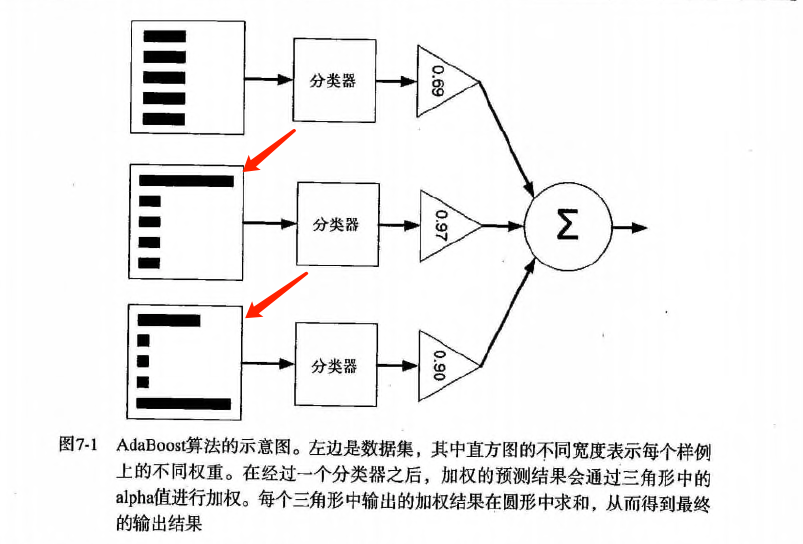 分类器
0.69
分类器
0.97
Σ
分类器
0.90
图7-1 AdaBoost算法的示意图。左边是数据集，其中直方图的不同宽度表示每个样例
上的不同权重。在经过一个分类器之后，加权的预测结果会通过三角形中的
alpha值进行加权。每个三角形中输出的加权结果在圆形中求和，从而得到最终
的输出结果